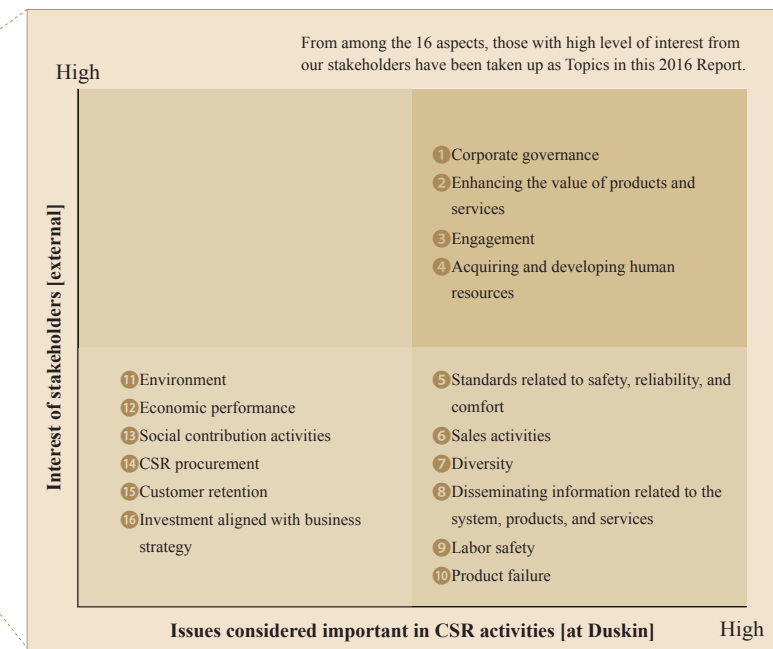 From among the 16 aspects, those with high level of interest from
our stakeholders have been taken up as Topics in this 2016 Report.
High
Interest of stakeholders [external]
1 Corporate governance
2 Enhancing the value of products and
services
3 Engagement
4 Acquiring and developing human
resources
11 Environment
12 Economic performance
13 Social contribution activities
14 CSR procurement
15 Customer retention
16 Investment aligned with business
strategy
5 Standards related to safety, reliability, and
comfort
6 Sales activities
7 Diversity
8 Disseminating information related to the
system, products, and services
9 Labor safety
10 Product failure
Issues considered important in CSR activities [at Duskin]
High